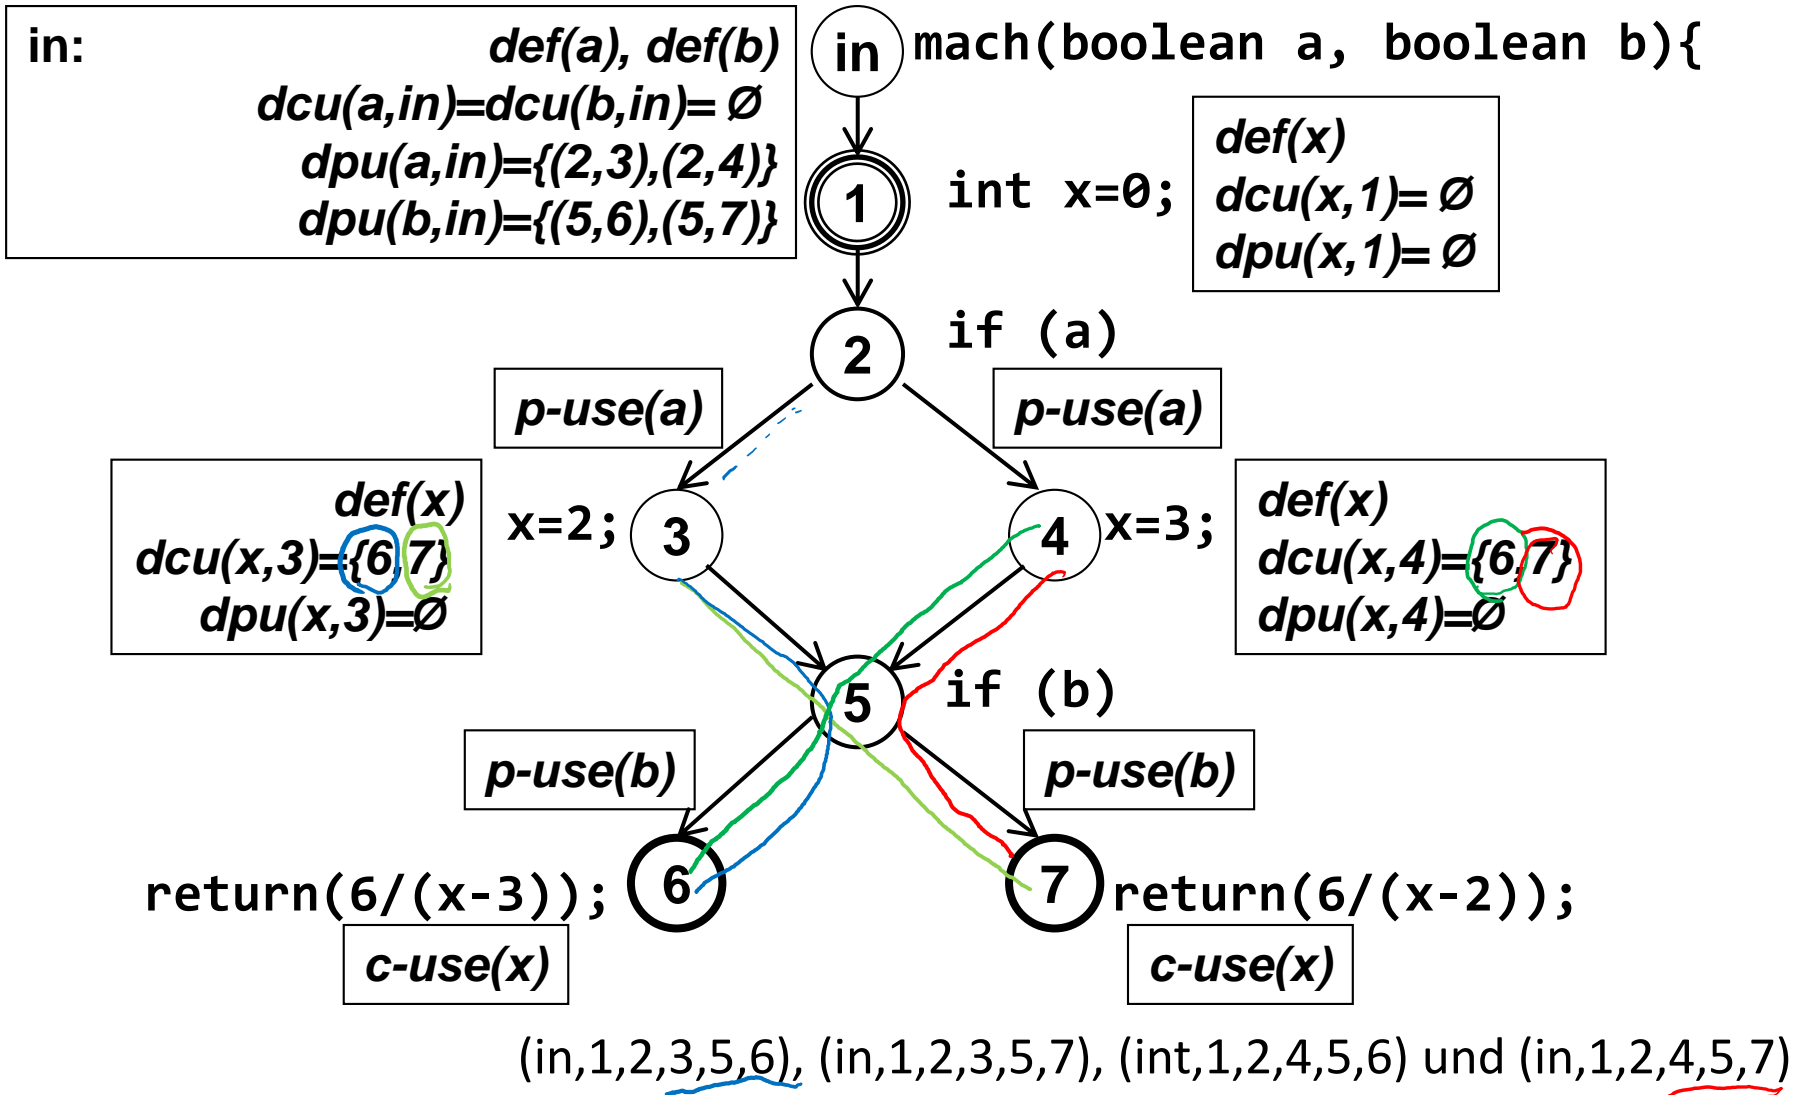 in:
def(a), def(b)
dcu(a,in)=dcu(b,in)= Ø
dpu(a,in)={(2,3),(2,4)}
dpu(b,in)={(5,6),(5,7)}
in
mach(boolean a, boolean b){
1
int x=0;
def(x)
dcu(x,1)= Ø
dpu(x,1)= Ø
2
if (a)
p-use(a)
p-use(a)
def(x)
dcu(x,3)={6,7}
dpu(x,3)=Ø
x=2;
3
4
x=3;
def(x)
dcu(x,4)={6,7}
dpu(x,4)=Ø
5
if (b)
p-use(b)
p-use(b)
return(6/(x-3));
6
7
return(6/(x-2));
c-use(x)
c-use(x)
(in,1,2,3,5,6), (in,1,2,3,5,7), (int,1,2,4,5,6) und (in,1,2,4,5,7)